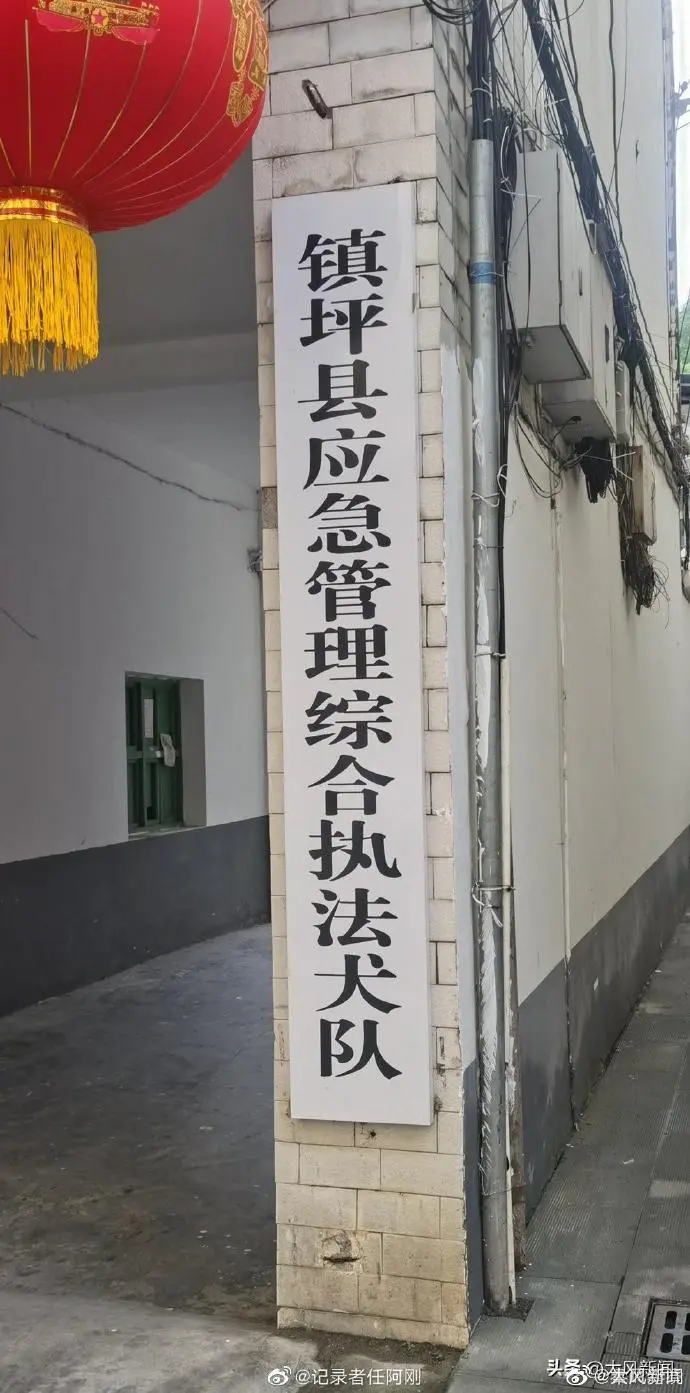 镇坪县应急管理综合执法犬队
@记录者任阿刚
头条 @大风新闻
@大风新闻